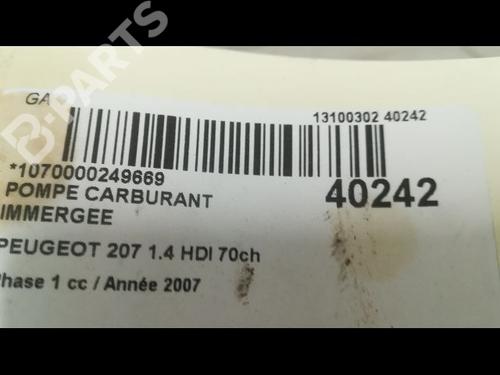 GA
13100302 40242
*1070000249669
40242
POMPE CARBURANT
IMMERGEE
PEUGEOT 207 1.4 HDI 70ch
Phase 1 cc / Année 2007
B-PARTS